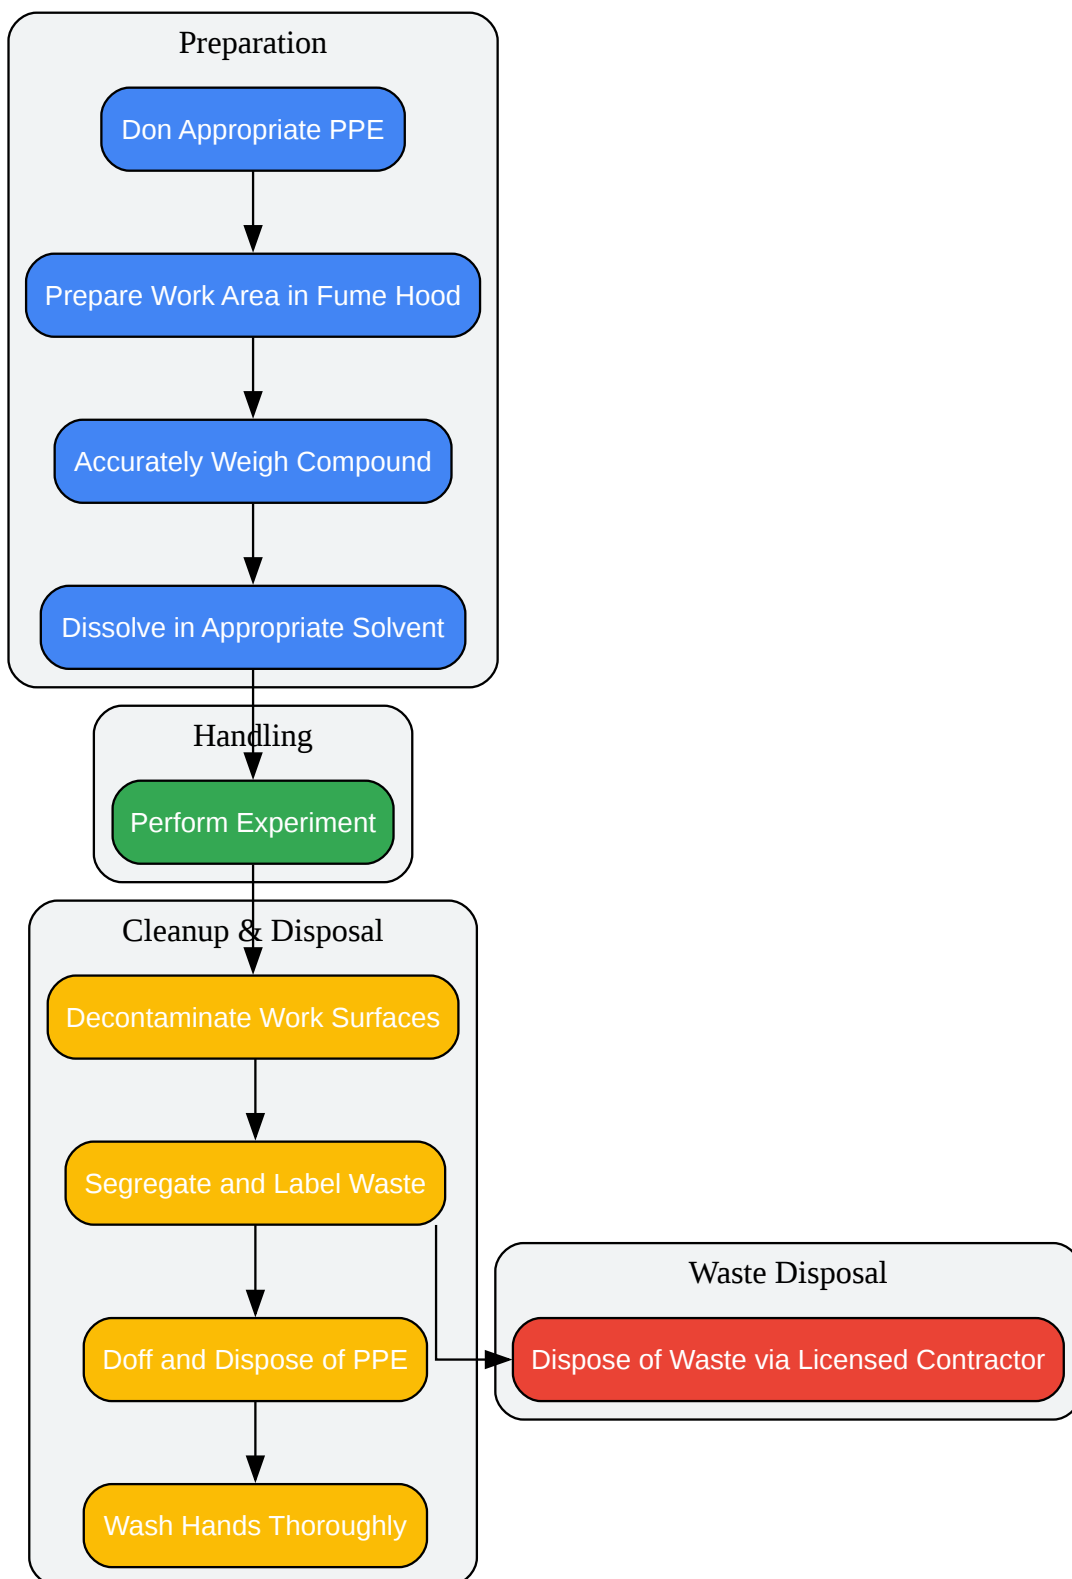 Preparation
Don Appropriate PPE
Prepare Work Area in Fume Hood
Accurately Weigh Compound
Dissolve in Appropriate Solvent
Handling
Perform Experiment
Cleanup & Disposal
Decontaminate Work Surfaces
Segregate and Label Waste
Waste Disposal
Doff and Dispose of PPE
Dispose of Waste via Licensed Contractor
Wash Hands Thoroughly